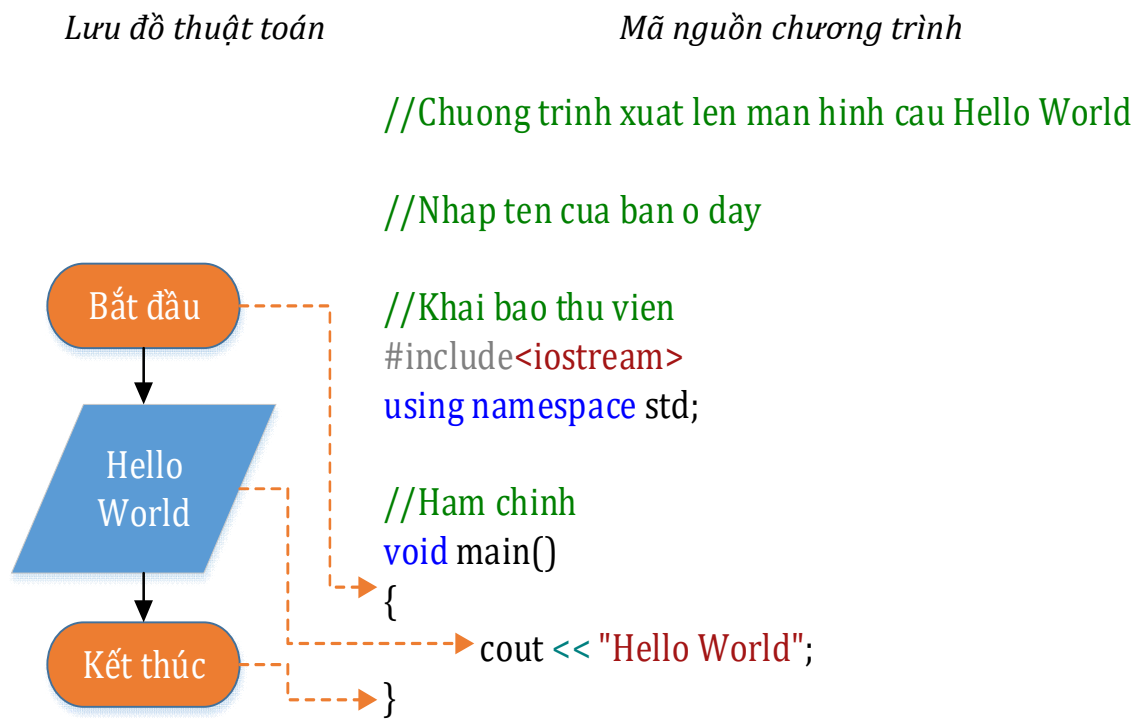 Lưu đồ thuật toán
Mã nguồn chương trình
//Chuong trinh xuat len man hinh cau Hello World
//Nhap ten cua ban o day
Bắt đầu
//Khai bao thu vien
#include<iostream>
using namespace std;
Hello
World
//Ham chinh
void main()
{
cout << "Hello World";
Kết thúc
}